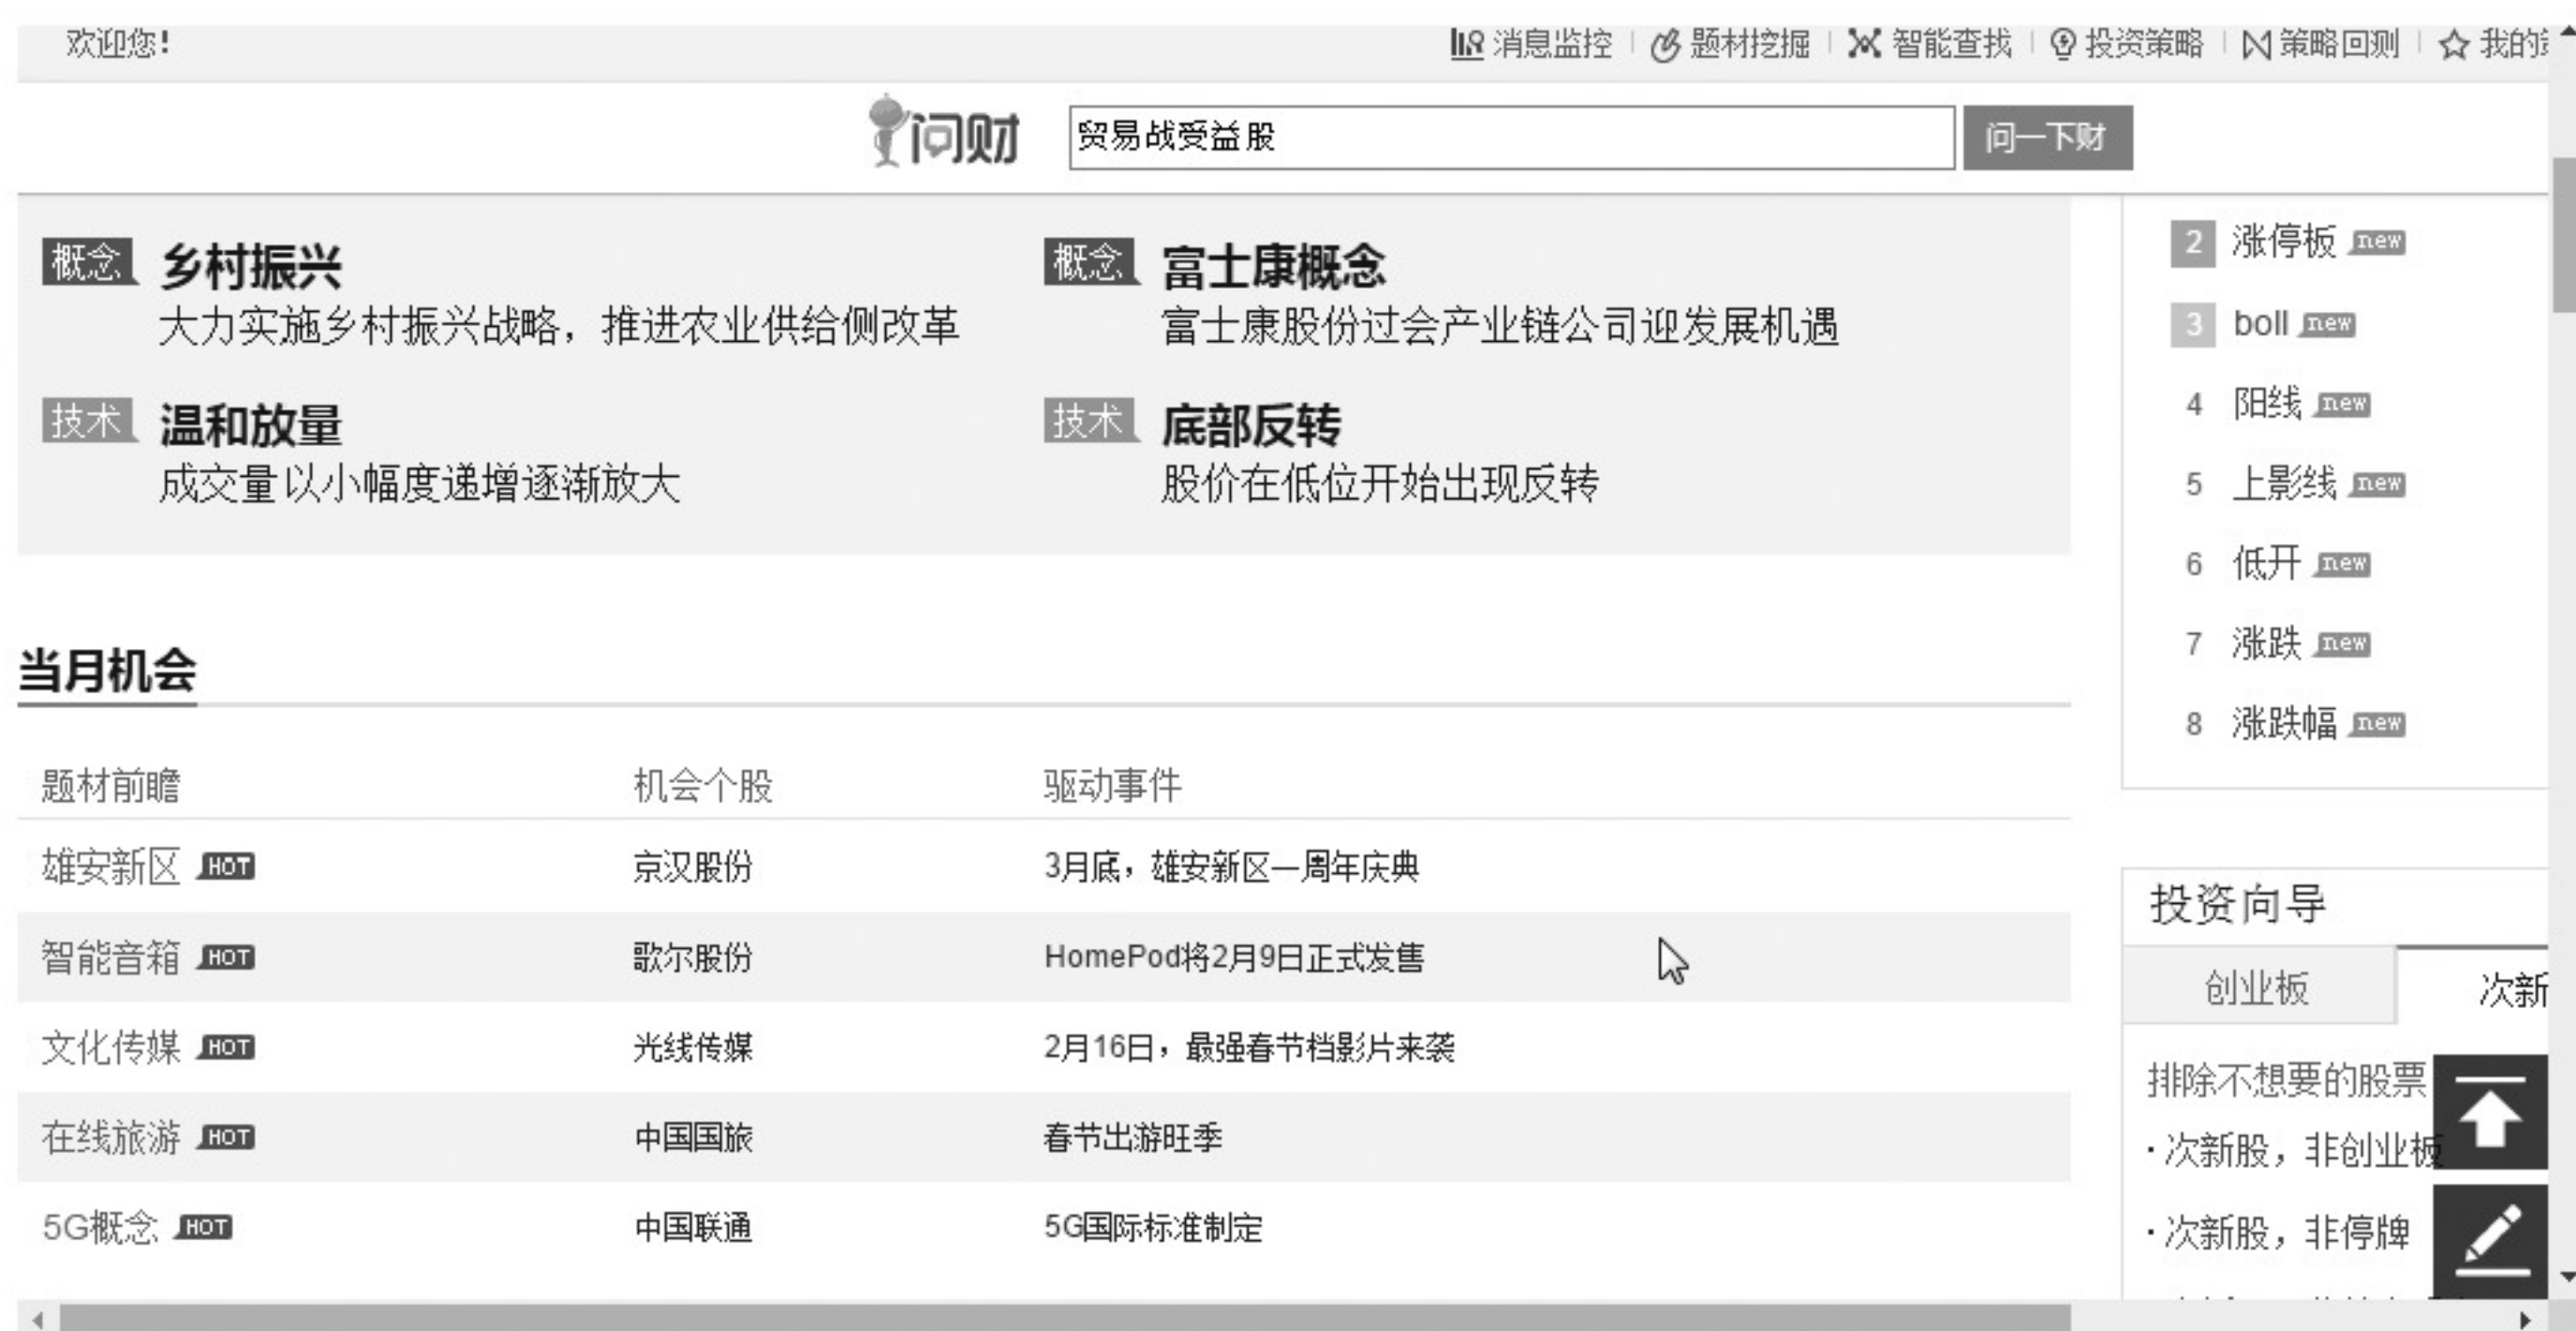 欢迎您! 消息监控 题材挖掘 智能查找 投资策略 策略回测 我的
问财 贸易战受益股 问一下财
概念 乡村振兴
大力实施乡村振兴战略，推进农业供给侧改革
概念 富士康概念
富士康股份过会产业链公司迎发展机遇
技术 温和放量
成交量以小幅度递增逐渐放大
技术 底部反转
股价在低位开始出现反转
当月机会
题材前瞻 机会个股 驱动事件
雄安新区 HOT 京汉股份 3月底，雄安新区一周年庆典
智能音箱 HOT 歌尔股份 HomePod将2月9日正式发售
文化传媒 HOT 光线传媒 2月16日，最强春节档影片来袭
在线旅游 HOT 中国国旅 春节出游旺季
5G概念 HOT 中国联通 5G国际标准制定
2 涨停板 new
3 boll new
4 阳线 new
5 上影线 new
6 低开 new
7 涨跌 new
8 涨跌幅 new
投资向导
创业板 次新
排除不想要的股票
·次新股，非创业板
·次新股，非停牌